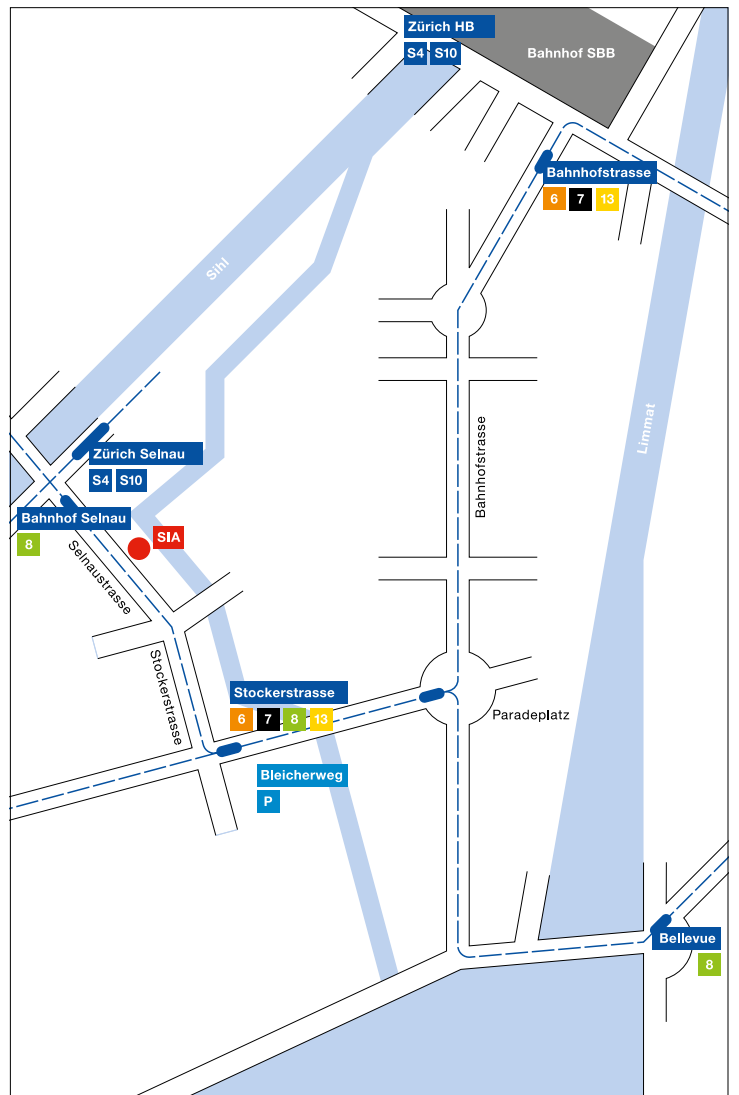 Zürich HB
S4 S10
Bahnhof SBB
Bahnhofstrasse
6 7 13
Sihl
Limmat
Bahnhofstrasse
Zürich Selnau
S4 S10
Bahnhof Selnau
8
SIA
Selnaustrasse
Stockerstrasse
Stockerstrasse
6 7 8 13
Paradeplatz
Bleicherweg
P
Bellevue
8